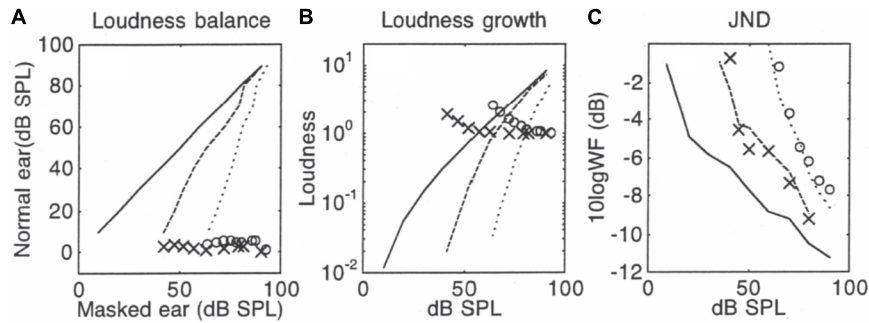 A Loudness balance
B Loudness growth
C JND
Normal ear(dB SPL)
100
80
60
40
20
0
0
50
100
Masked ear (dB SPL)
Loudness
10^1
10^0
10^-1
10^-2
0
50
100
dB SPL
10logWF (dB)
-2
-4
-6
-8
-10
-12
0
50
100
dB SPL